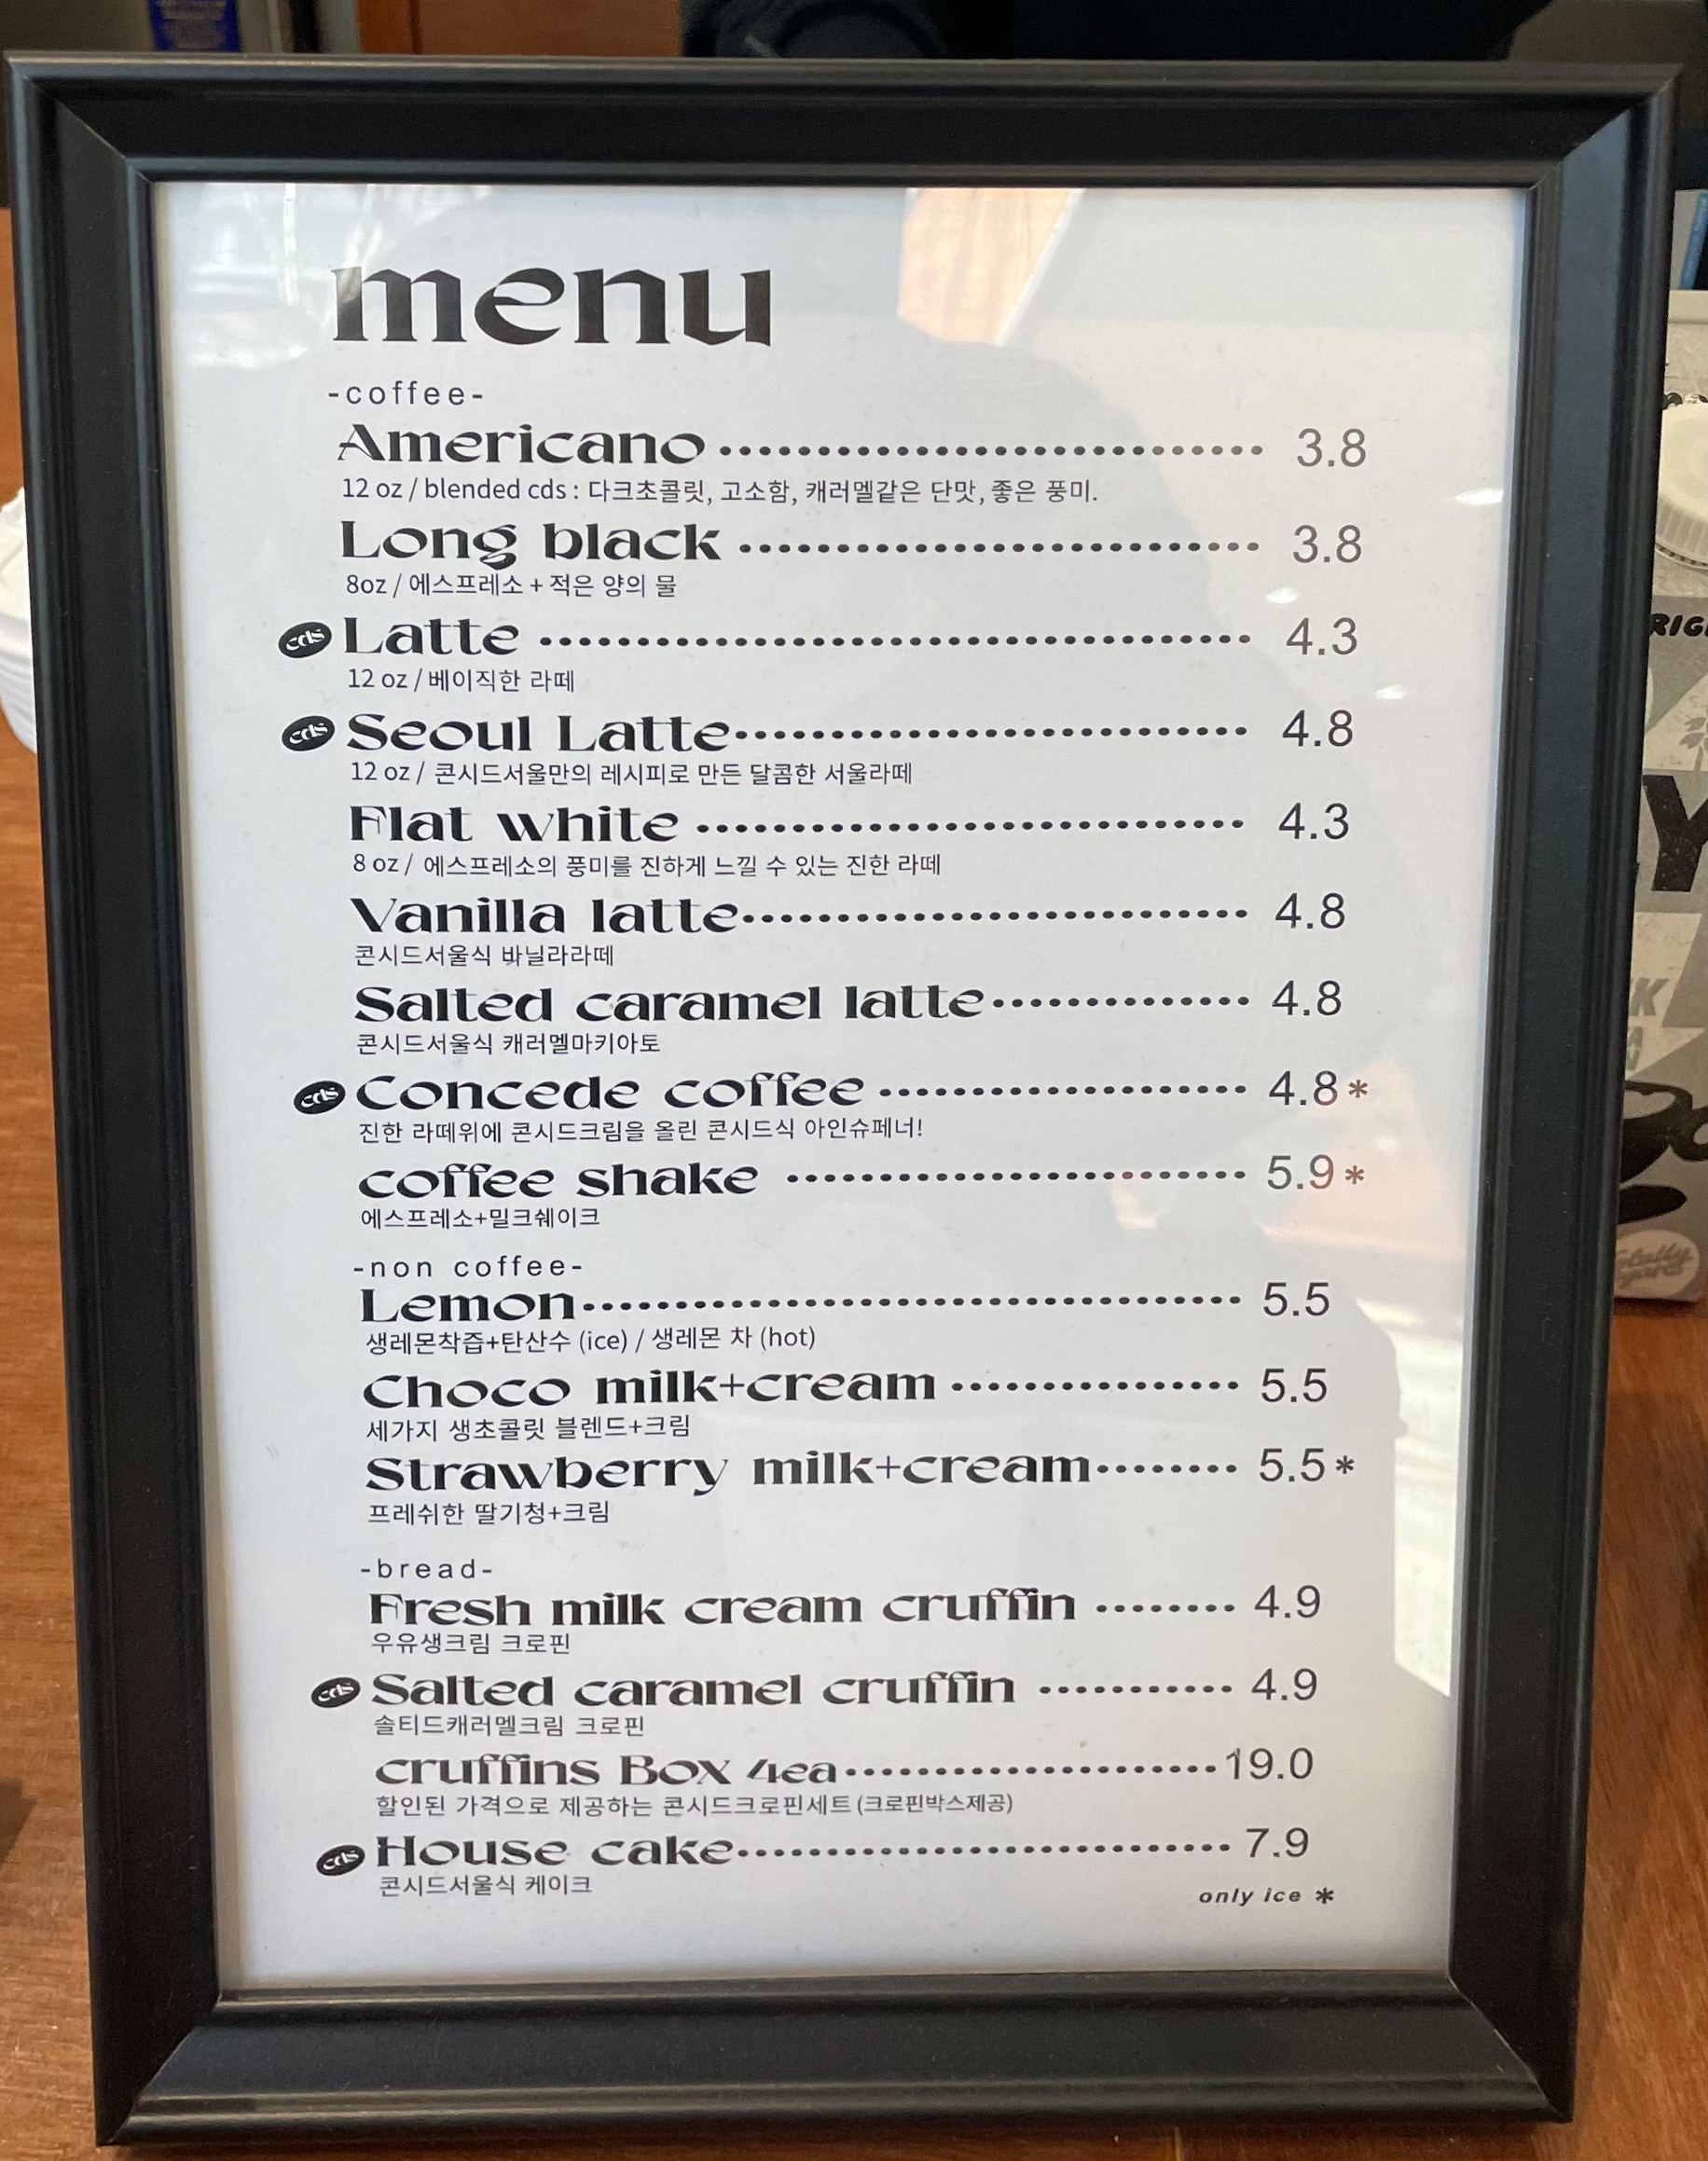 menu
-coffee-
Americano 3.8
12 oz / blended cds : 다크초콜릿, 고소함, 캐러멜같은 단맛, 좋은 풍미.
Long black 3.8
8oz / 에스프레소 + 적은 양의 물
cds Latte 4.3
12 oz / 베이직한 라떼
cds Seoul Latte 4.8
12 oz / 콘시드서울만의 레시피로 만든 달콤한 서울라떼
Flat white 4.3
8 oz / 에스프레소의 풍미를 진하게 느낄 수 있는 진한 라떼
Vanilla latte 4.8
콘시드서울식 바닐라라떼
Salted caramel latte 4.8
콘시드서울식 캐러멜마키아토
cds Concede coffee 4.8*
진한 라떼위에 콘시드크림을 올린 콘시드식 아인슈페너!
coffee shake 5.9*
에스프레소+밀크쉐이크
-non coffee-
Lemon 5.5
생레몬착즙+탄산수 (ice) / 생레몬 차 (hot)
Choco milk+cream 5.5
세가지 생초콜릿 블렌드+크림
Strawberry milk+cream 5.5*
프레쉬한 딸기청+크림
-bread-
Fresh milk cream cruffin 4.9
우유생크림 크로핀
cds Salted caramel cruffin 4.9
솔티드캐러멜크림 크로핀
cruffins Box 4ea 19.0
할인된 가격으로 제공하는 콘시드크로핀세트 (크로핀박스제공)
cds House cake 7.9
콘시드서울식 케이크
only ice *